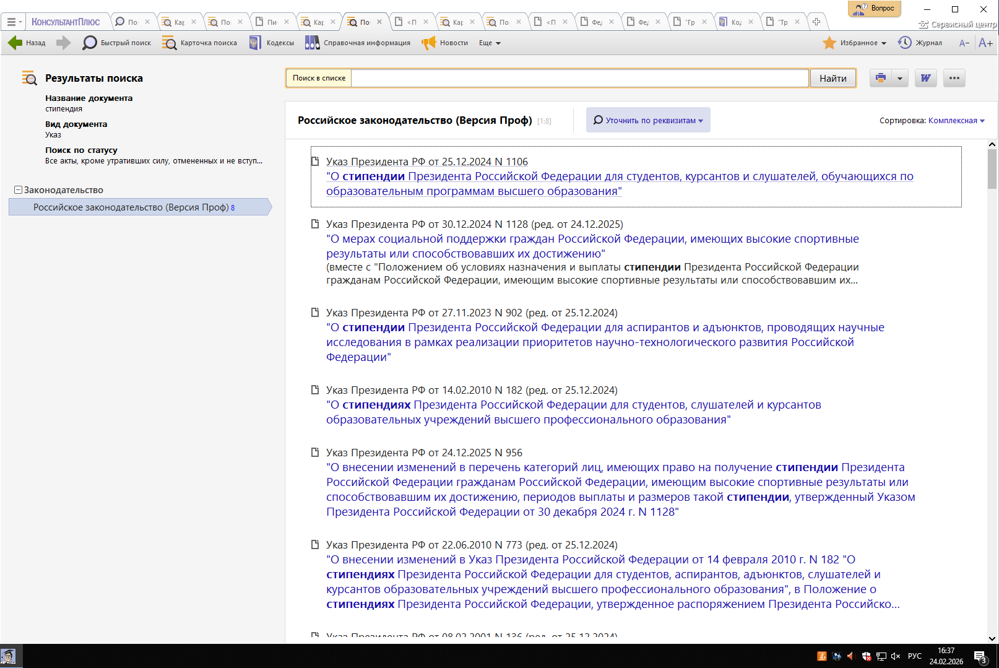 КонсультантПлюс
По
Кар
По
Пи
Кар
По
<П
Кар
По
<П
Фед
Фед
"Гр
Код
"Тр
Вопрос
Сервисный центр
Назад
Быстрый поиск
Карточка поиска
Кодексы
Справочная информация
Новости
Еще
Избранное
Журнал
A−
A+
Результаты поиска
Название документа
стипендия
Вид документа
Указ
Поиск по статусу
Все акты, кроме утративших силу, отмененных и не вступ...
Законодательство
Российское законодательство (Версия Проф) 8
Поиск в списке
Найти
W
Российское законодательство (Версия Проф) [1:8]
Уточнить по реквизитам
Сортировка: Комплексная
Указ Президента РФ от 25.12.2024 N 1106
"О стипендии Президента Российской Федерации для студентов, курсантов и слушателей, обучающихся по
образовательным программам высшего образования"
Указ Президента РФ от 30.12.2024 N 1128 (ред. от 24.12.2025)
"О мерах социальной поддержки граждан Российской Федерации, имеющих высокие спортивные
результаты или способствовавших их достижению"
(вместе с "Положением об условиях назначения и выплаты стипендии Президента Российской Федерации
гражданам Российской Федерации, имеющим высокие спортивные результаты или способствовавшим их...
Указ Президента РФ от 27.11.2023 N 902 (ред. от 25.12.2024)
"О стипендии Президента Российской Федерации для аспирантов и адъюнктов, проводящих научные
исследования в рамках реализации приоритетов научно-технологического развития Российской
Федерации"
Указ Президента РФ от 14.02.2010 N 182 (ред. от 25.12.2024)
"О стипендиях Президента Российской Федерации для студентов, слушателей и курсантов
образовательных учреждений высшего профессионального образования"
Указ Президента РФ от 24.12.2025 N 956
"О внесении изменений в перечень категорий лиц, имеющих право на получение стипендии Президента
Российской Федерации гражданам Российской Федерации, имеющим высокие спортивные результаты или
способствовавшим их достижению, периодов выплаты и размеров такой стипендии, утвержденный Указом
Президента Российской Федерации от 30 декабря 2024 г. N 1128"
Указ Президента РФ от 22.06.2010 N 773 (ред. от 25.12.2024)
"О внесении изменений в Указ Президента Российской Федерации от 14 февраля 2010 г. N 182 "О
стипендиях Президента Российской Федерации для студентов, аспирантов, адъюнктов, слушателей и
курсантов образовательных учреждений высшего профессионального образования", в Положение о
стипендиях Президента Российской Федерации, утвержденное распоряжением Президента Российско...
Указ Президента РФ от 08.02.2001 N 136 (ред. от 25.12.2024)
РУС
16:37
24.02.2026
3